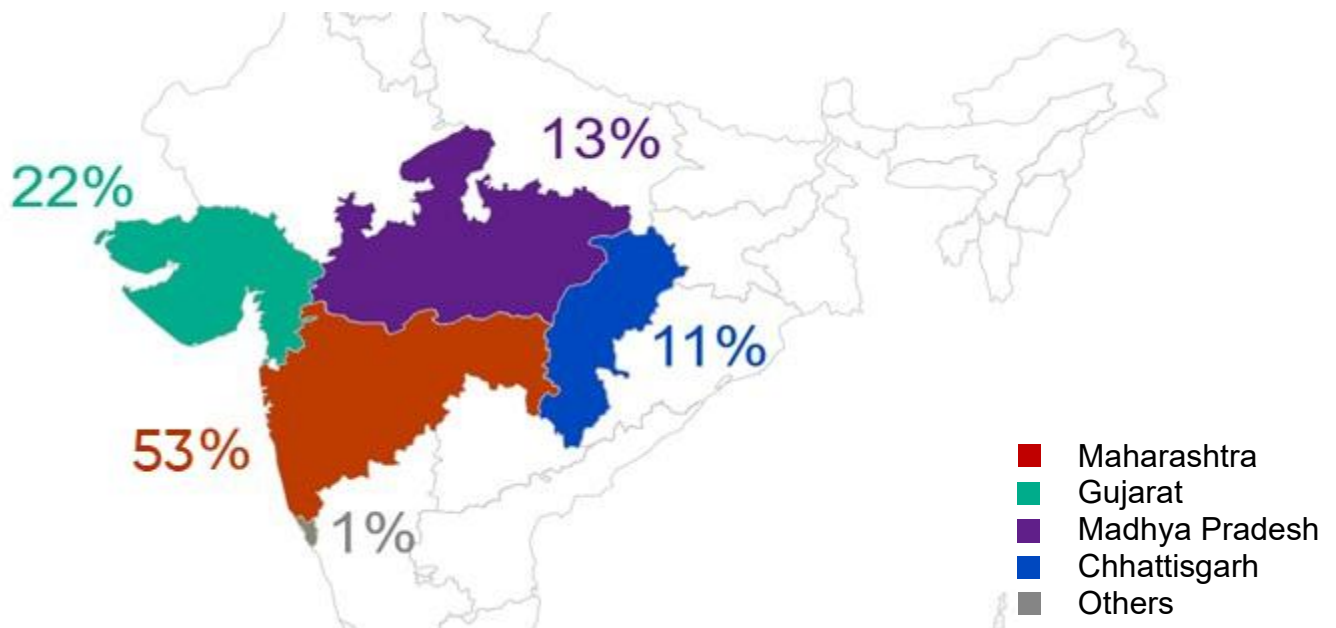 13%
22%
11%
53%
1%
Maharashtra
Gujarat
Madhya Pradesh
Chhattisgarh
Others